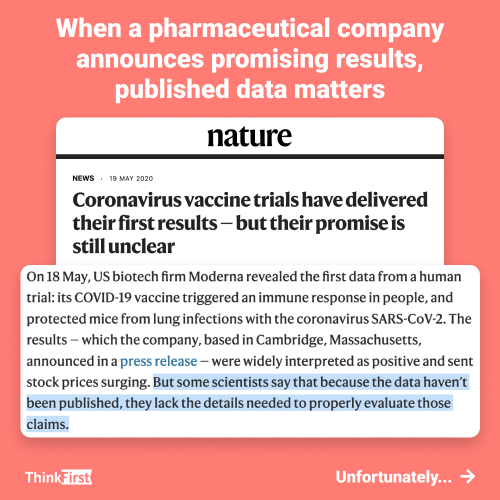 When a pharmaceutical company
announces promising results,
published data matters
nature
NEWS · 19 MAY 2020
Coronavirus vaccine trials have delivered
their first results – but their promise is
still unclear
On 18 May, US biotech firm Moderna revealed the first data from a human
trial: its COVID-19 vaccine triggered an immune response in people, and
protected mice from lung infections with the coronavirus SARS-CoV-2. The
results – which the company, based in Cambridge, Massachusetts,
announced in a press release – were widely interpreted as positive and sent
stock prices surging. But some scientists say that because the data haven't
been published, they lack the details needed to properly evaluate those
claims.
ThinkFirst
Unfortunately... →